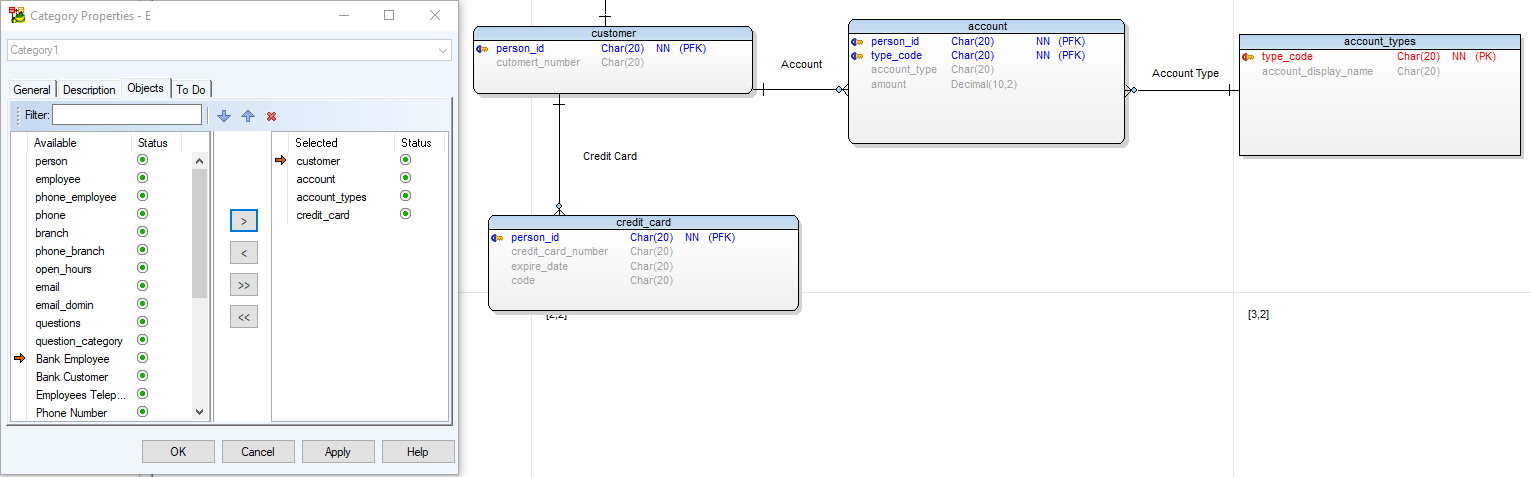 Category Properties - E
Category1
General Description Objects To Do
Filter:
Available Status
person
employee
phone_employee
phone
branch
phone_branch
open_hours
email
email_domin
questions
question_category
Bank Employee
Bank Customer
Employees Telep...
Phone Number
>
<
>>
<<
Selected Status
customer
account
account_types
credit_card
OK Cancel Apply Help
customer
person_id Char(20) NN (PFK)
cutomert_number Char(20)
Account
account
person_id Char(20) NN (PFK)
type_code Char(20) NN (PFK)
account_type Char(20)
amount Decimal(10,2)
Account Type
account_types
type_code Char(20) NN (PK)
account_display_name Char(20)
Credit Card
credit_card
person_id Char(20) NN (PFK)
credit_card_number Char(20)
expire_date Char(20)
code Char(20)
[2,2]
[3,2]